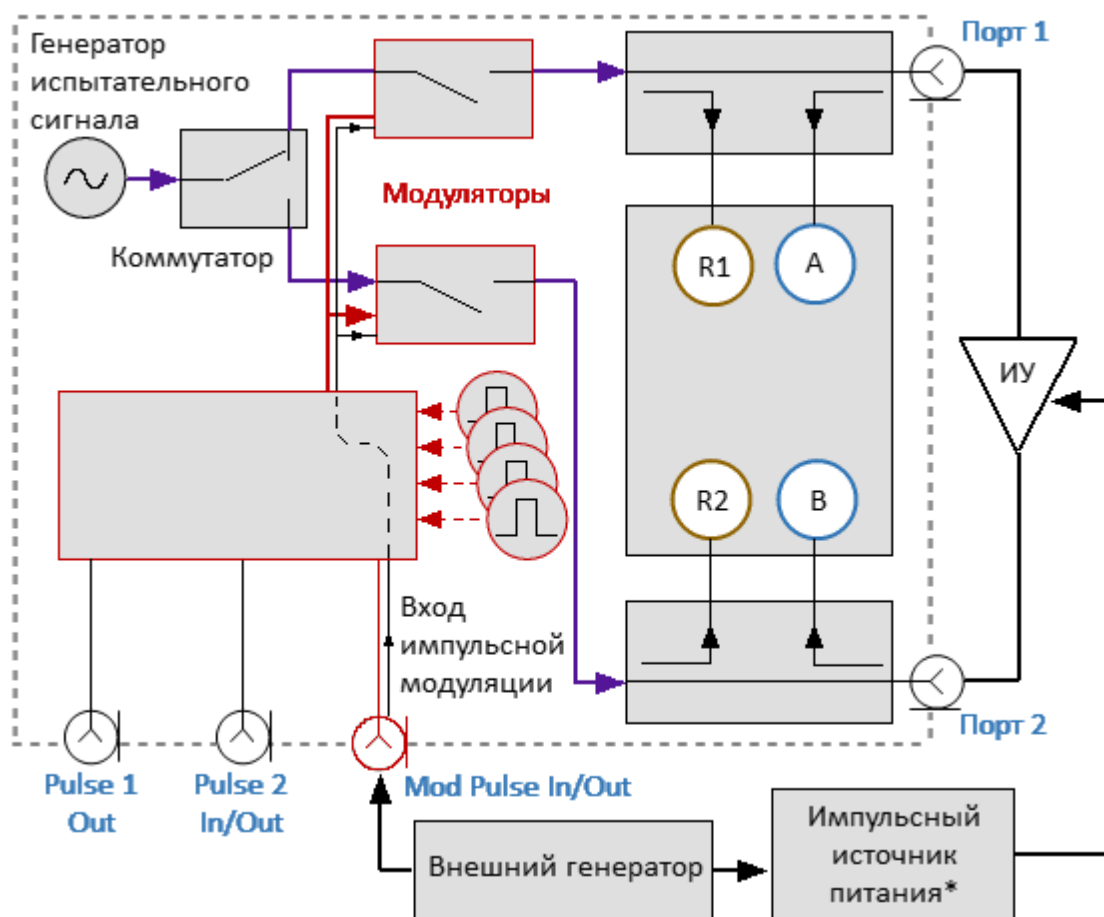 Генератор
испытательного
сигнала
Порт 1
Модуляторы
Коммутатор
R1
A
ИУ
R2
B
Вход
импульсной
модуляции
Порт 2
Pulse 1
Out
Pulse 2
In/Out
Mod Pulse In/Out
Внешний генератор
Импульсный
источник
питания*